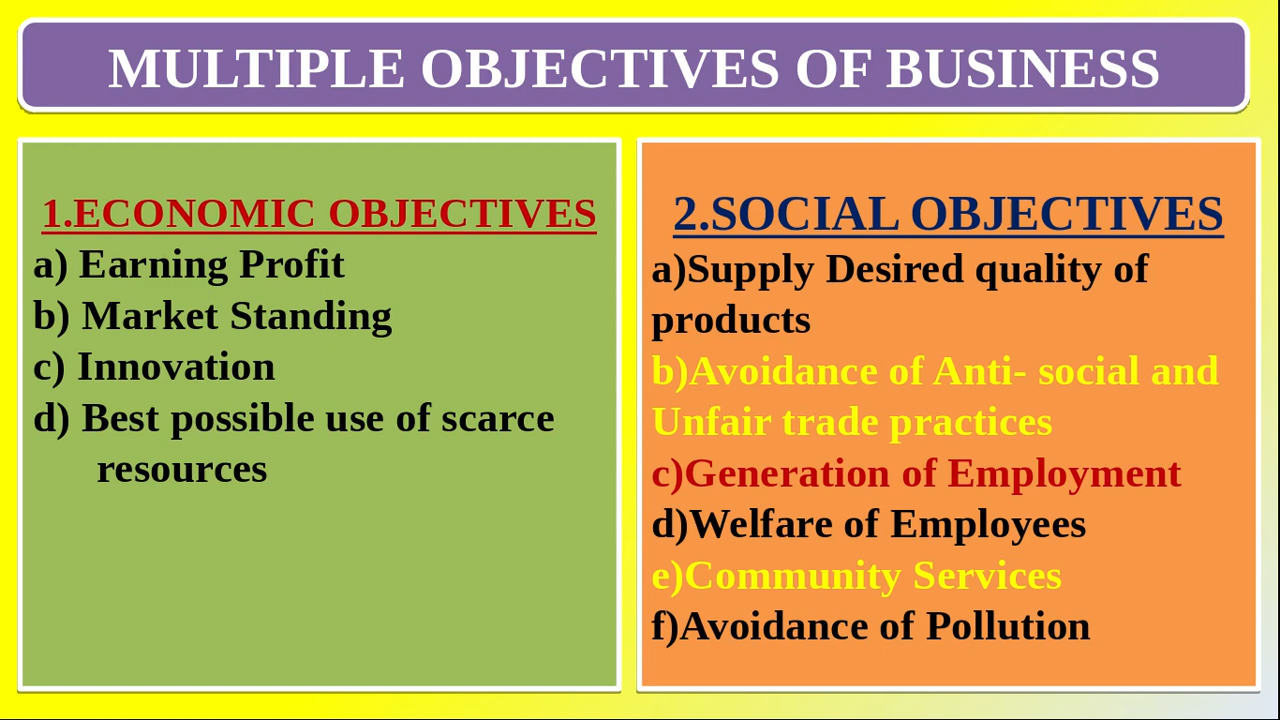 MULTIPLE OBJECTIVES OF BUSINESS
1.ECONOMIC OBJECTIVES
a) Earning Profit
b) Market Standing
c) Innovation
d) Best possible use of scarce
resources
2.SOCIAL OBJECTIVES
a)Supply Desired quality of
products
b)Avoidance of Anti- social and
Unfair trade practices
c)Generation of Employment
d)Welfare of Employees
e)Community Services
f)Avoidance of Pollution